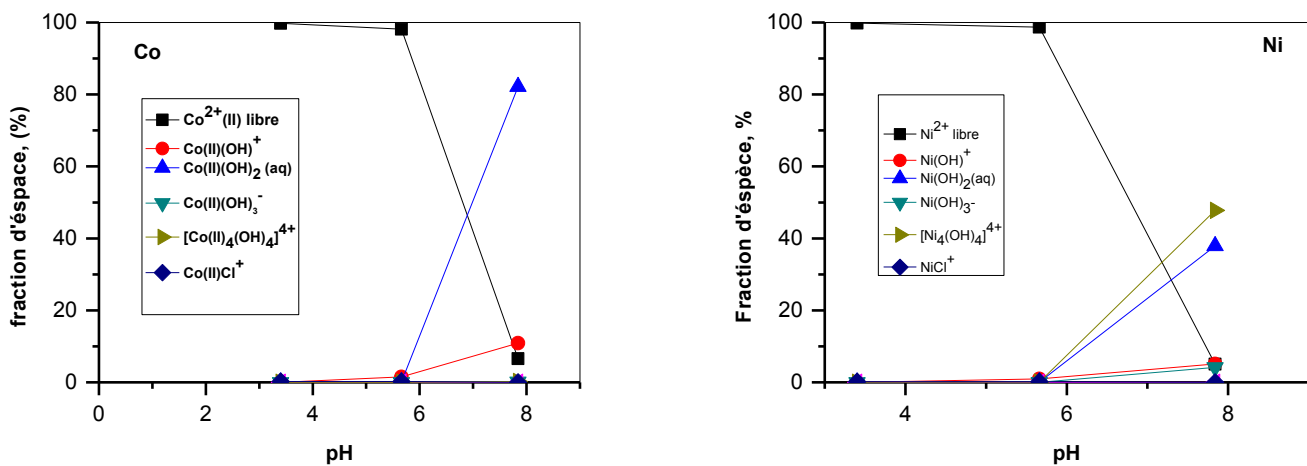 Co
fraction d'éspace, (%)
100
80
60
40
20
0
Co2+(II) libre
Co(II)(OH)+
Co(II)(OH)2 (aq)
Co(II)(OH)3-
[Co(II)4(OH)4]4+
Co(II)Cl+
0 2 4 6 8
pH
Ni
Fraction d'éspèce, %
100
80
60
40
20
0
Ni2+ libre
Ni(OH)+
Ni(OH)2(aq)
Ni(OH)3-
[Ni4(OH)4]4+
NiCl+
4 6 8
pH